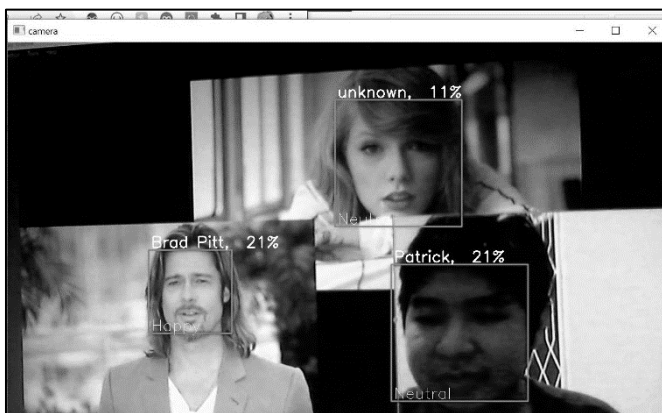 camera
unknown, 11%
Neutral
Brad Pitt, 21%
Happy
Patrick, 21%
Neutral